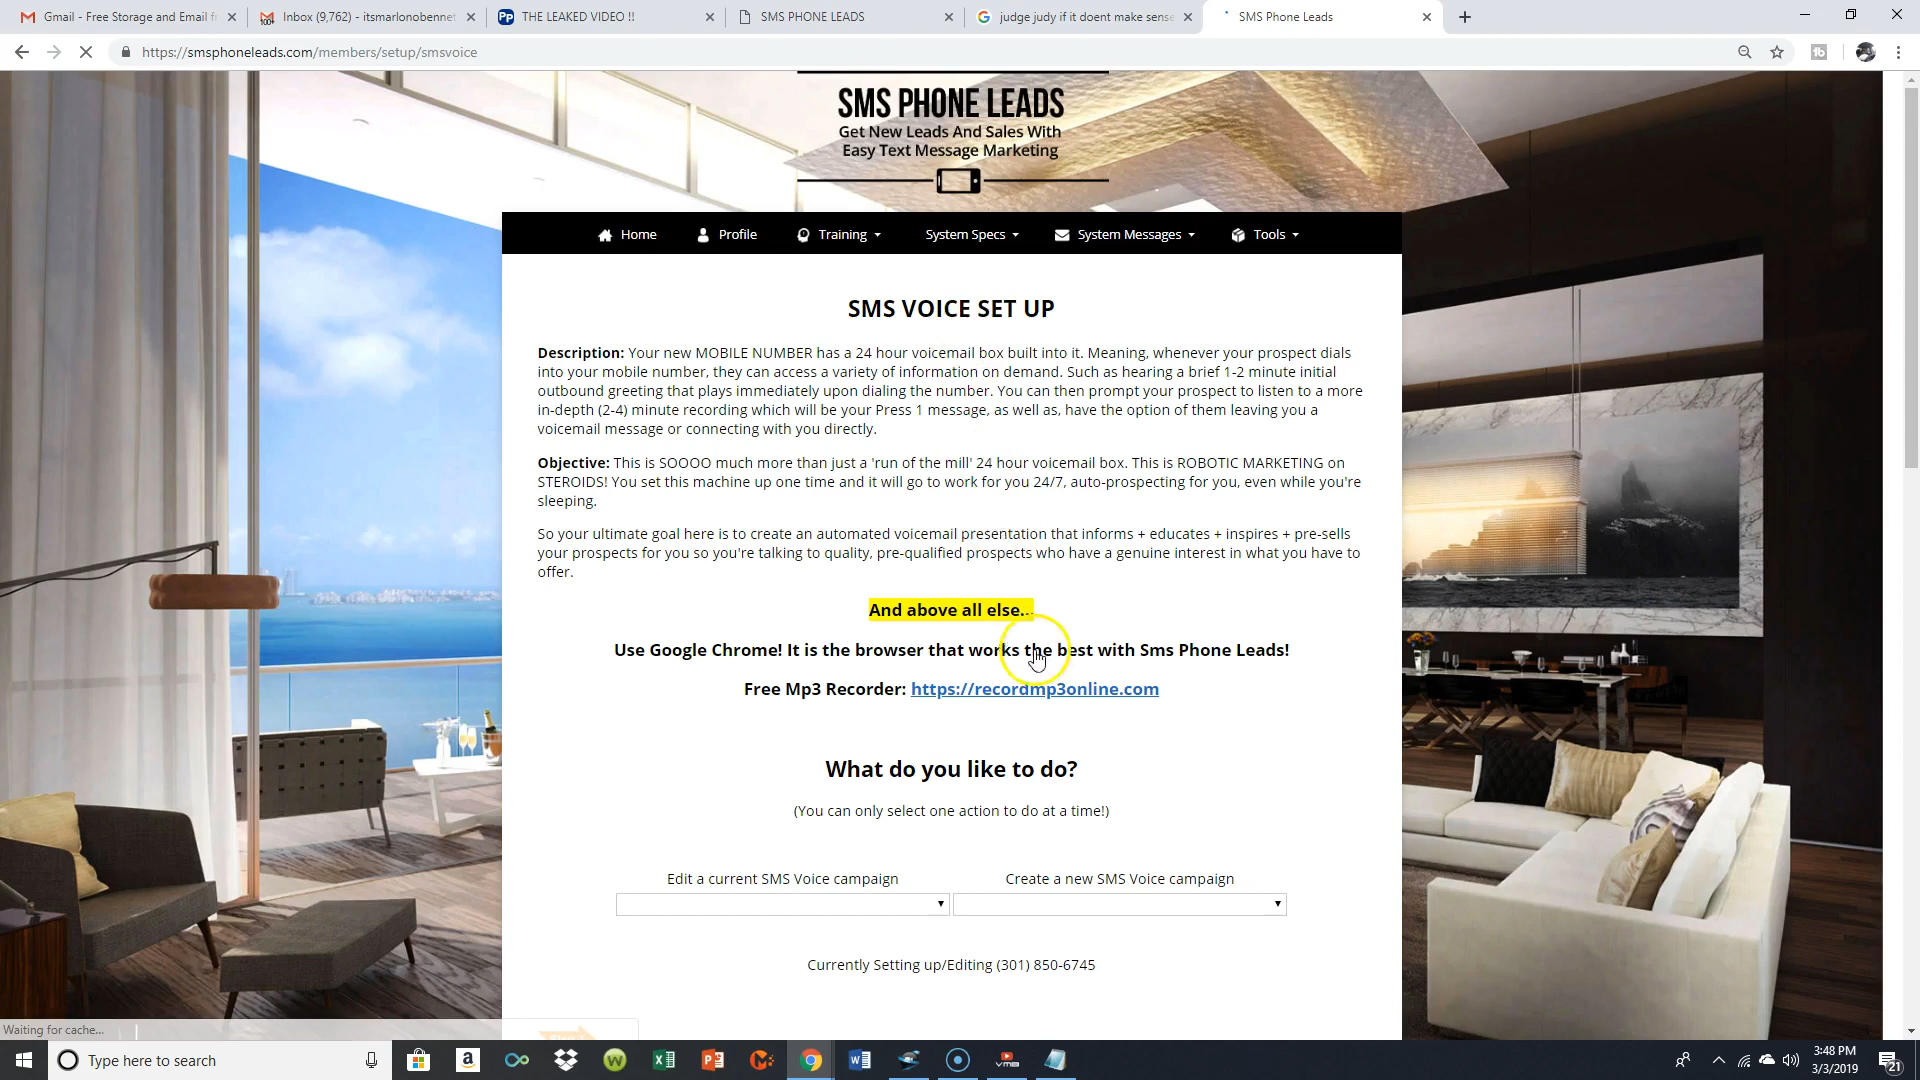 Gmail - Free Storage and Email f
Inbox (9,762) - itsmarlonobennet
THE LEAKED VIDEO !!
SMS PHONE LEADS
judge judy if it doent make sense
SMS Phone Leads
https://smsphoneleads.com/members/setup/smsvoice
SMS PHONE LEADS
Get New Leads And Sales With
Easy Text Message Marketing
Home
Profile
Training
System Specs
System Messages
Tools
SMS VOICE SET UP
Description: Your new MOBILE NUMBER has a 24 hour voicemail box built into it. Meaning, whenever your prospect dials
into your mobile number, they can access a variety of information on demand. Such as hearing a brief 1-2 minute initial
outbound greeting that plays immediately upon dialing the number. You can then prompt your prospect to listen to a more
in-depth (2-4) minute recording which will be your Press 1 message, as well as, have the option of them leaving you a
voicemail message or connecting with you directly.
Objective: This is SOOOO much more than just a 'run of the mill' 24 hour voicemail box. This is ROBOTIC MARKETING on
STEROIDS! You set this machine up one time and it will go to work for you 24/7, auto-prospecting for you, even while you're
sleeping.
So your ultimate goal here is to create an automated voicemail presentation that informs + educates + inspires + pre-sells
your prospects for you so you're talking to quality, pre-qualified prospects who have a genuine interest in what you have to
offer.
And above all else...
Use Google Chrome! It is the browser that works the best with Sms Phone Leads!
Free Mp3 Recorder: https://recordmp3online.com
What do you like to do?
(You can only select one action to do at a time!)
Edit a current SMS Voice campaign
Create a new SMS Voice campaign
Currently Setting up/Editing (301) 850-6745
Waiting for cache...
Type here to search
3:48 PM
3/3/2019
21